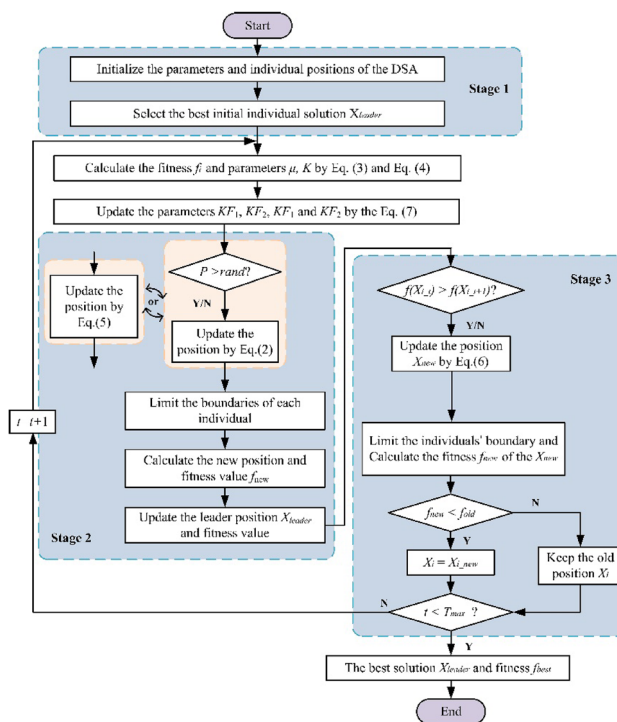 Start
Initialize the parameters and individual positions of the DSA
Stage 1
Select the best initial individual solution Xleader
Calculate the fitness fi and parameters μ, K by Eq. (3) and Eq. (4)
Update the parameters KF1, KF2, KF1 and KF2 by the Eq. (7)
Update the
position by
Eq.(5)
or
P >rand?
Y/N
Update the
position by Eq.(2)
Limit the boundaries of each
individual
Calculate the new position and
fitness value fnew
Update the leader position Xleader
and fitness value
Stage 2
t t+1
Stage 3
f(Xi_t) > f(Xi_t+1)?
Y/N
Update the position
Xnew by Eq.(6)
Limit the individuals' boundary and
Calculate the fitness fnew of the Xnew
fnew < fold
N
Y
Xi = Xi_new
Keep the old
position Xi
t < Tmax ?
N
Y
The best solution Xleader and fitness fbest
End